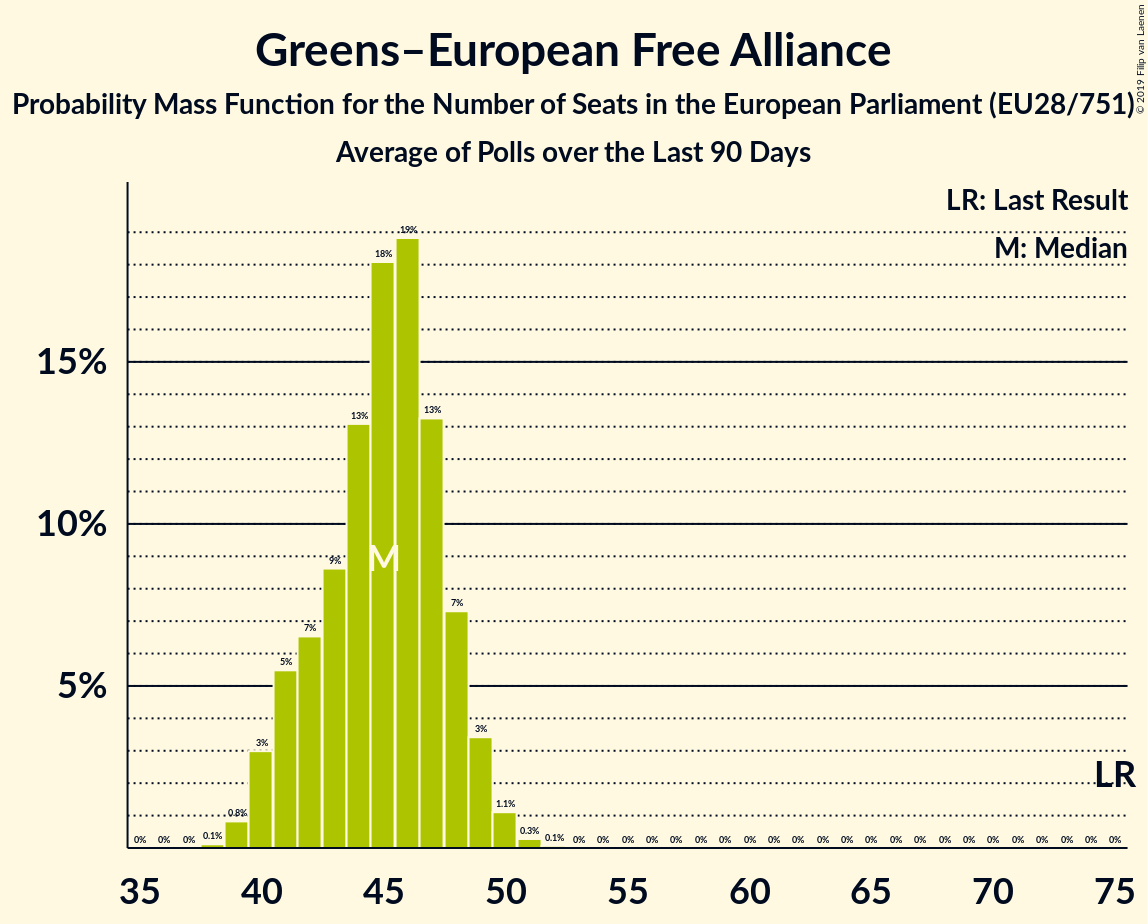 Greens–European Free Alliance
Probability Mass Function for the Number of Seats in the European Parliament (EU28/751)
Average of Polls over the Last 90 Days
© 2019 Filip van Laenen
LR: Last Result
M: Median
15%
10%
5%
0% 0% 0% 0.1% 0.8% 3% 5% 7% 9% 13% 18% 19% 13% 7% 3% 1.1% 0.3% 0.1% 0% 0% 0% 0% 0% 0% 0% 0% 0% 0% 0% 0% 0% 0% 0% 0% 0% 0% 0% 0% 0% 0% 0%
M
LR
35 40 45 50 55 60 65 70 75